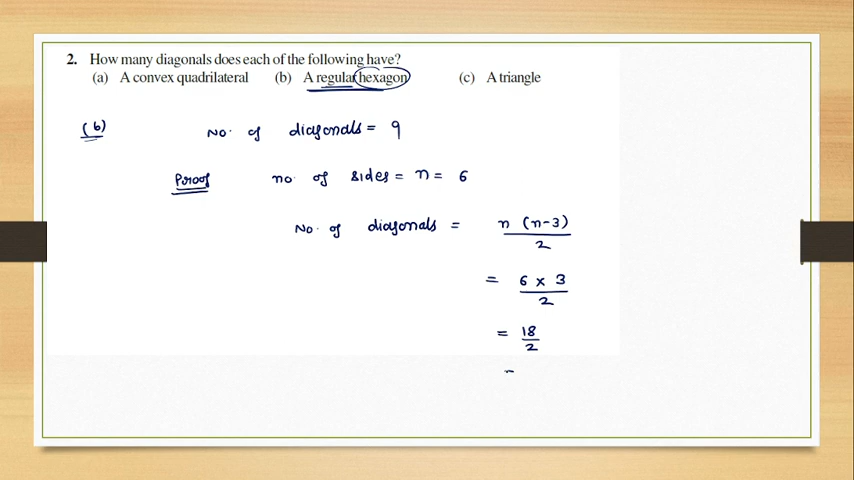 2. How many diagonals does each of the following have?
(a) A convex quadrilateral (b) A regular hexagon (c) A triangle
(b) No. of diagonals = 9
Proof no. of sides = n = 6
No. of diagonals = n (n-3) / 2
= 6 x 3 / 2
= 18 / 2
=